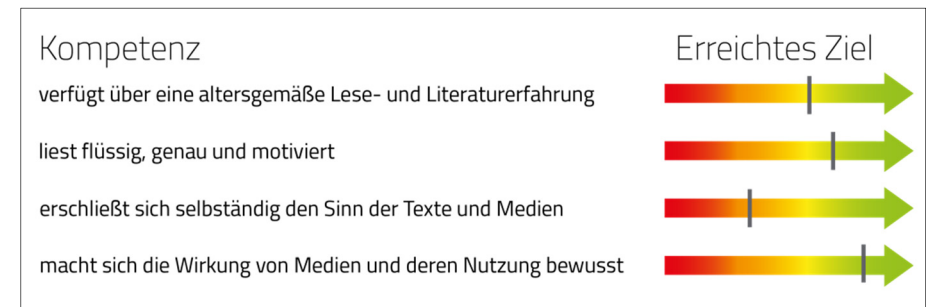 Kompetenz Erreichtes Ziel
verfügt über eine altersgemäße Lese- und Literaturerfahrung
liest flüssig, genau und motiviert
erschließt sich selbständig den Sinn der Texte und Medien
macht sich die Wirkung von Medien und deren Nutzung bewusst